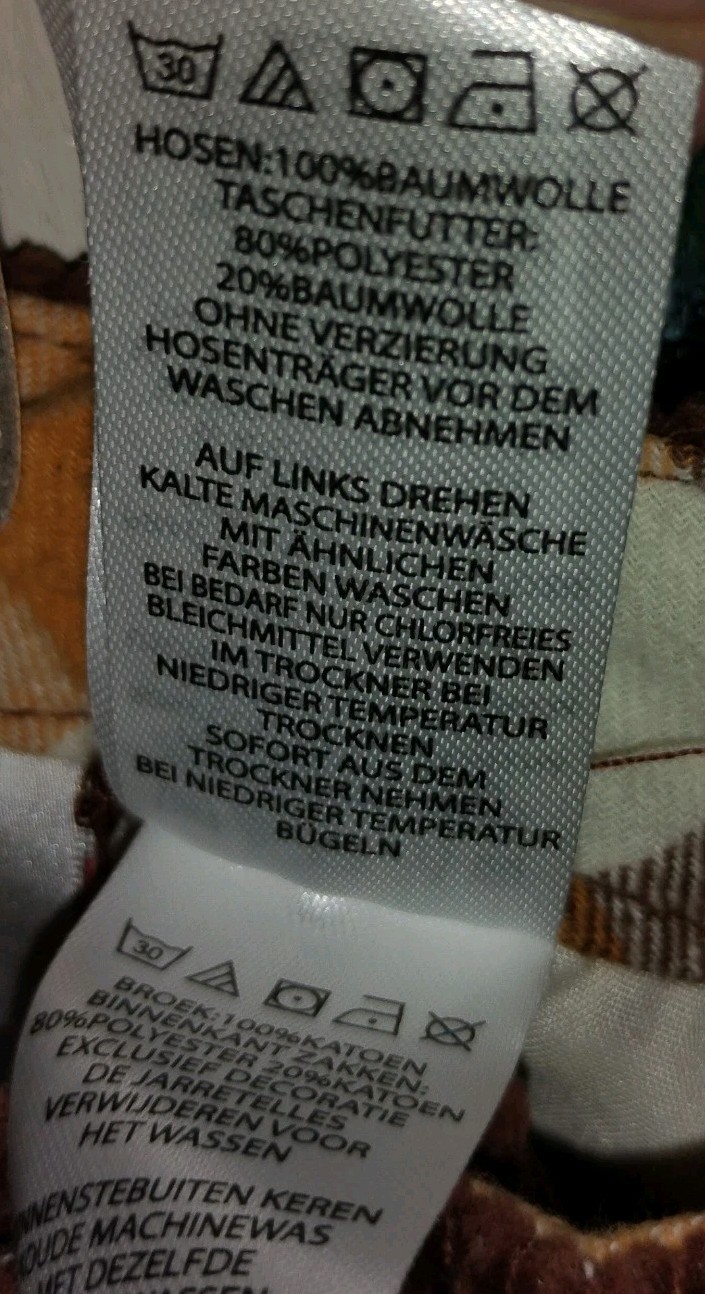 30
HOSEN:100%BAUMWOLLE
TASCHENFUTTER:
80%POLYESTER
20%BAUMWOLLE
OHNE VERZIERUNG
HOSENTRÄGER VOR DEM
WASCHEN ABNEHMEN
AUF LINKS DREHEN
KALTE MASCHINENWÄSCHE
MIT ÄHNLICHEN
FARBEN WASCHEN
BEI BEDARF NUR CHLORFREIES
BLEICHMITTEL VERWENDEN
IM TROCKNER BEI
NIEDRIGER TEMPERATUR
TROCKNEN
SOFORT AUS DEM
TROCKNER NEHMEN
BEI NIEDRIGER TEMPERATUR
BÜGELN
30
BROEK:100%KATOEN
BINNENKANT ZAKKEN:
80%POLYESTER 20%KATOEN
EXCLUSIEF DECORATIE
DE JARRETELLES
VERWIJDEREN VOOR
HET WASSEN
KEREN
MACHINEWAS
DEZELFDE